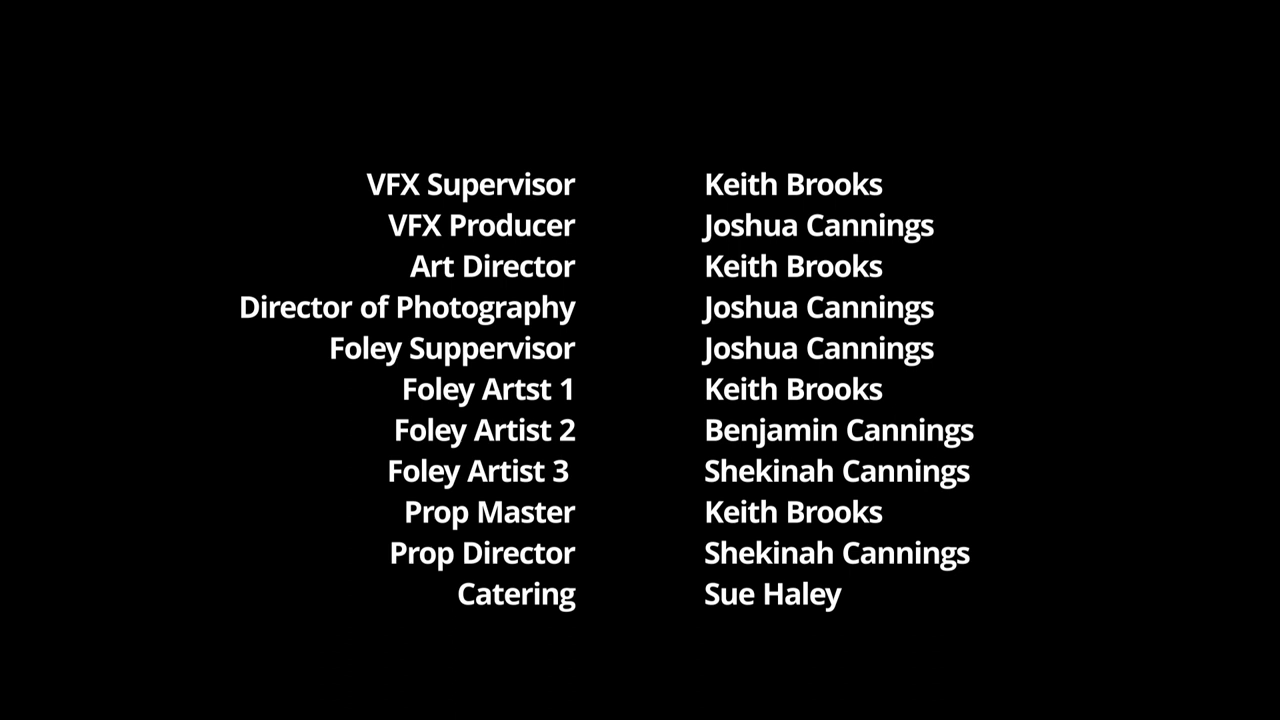 VFX Supervisor Keith Brooks
VFX Producer Joshua Cannings
Art Director Keith Brooks
Director of Photography Joshua Cannings
Foley Suppervisor Joshua Cannings
Foley Artst 1 Keith Brooks
Foley Artist 2 Benjamin Cannings
Foley Artist 3 Shekinah Cannings
Prop Master Keith Brooks
Prop Director Shekinah Cannings
Catering Sue Haley